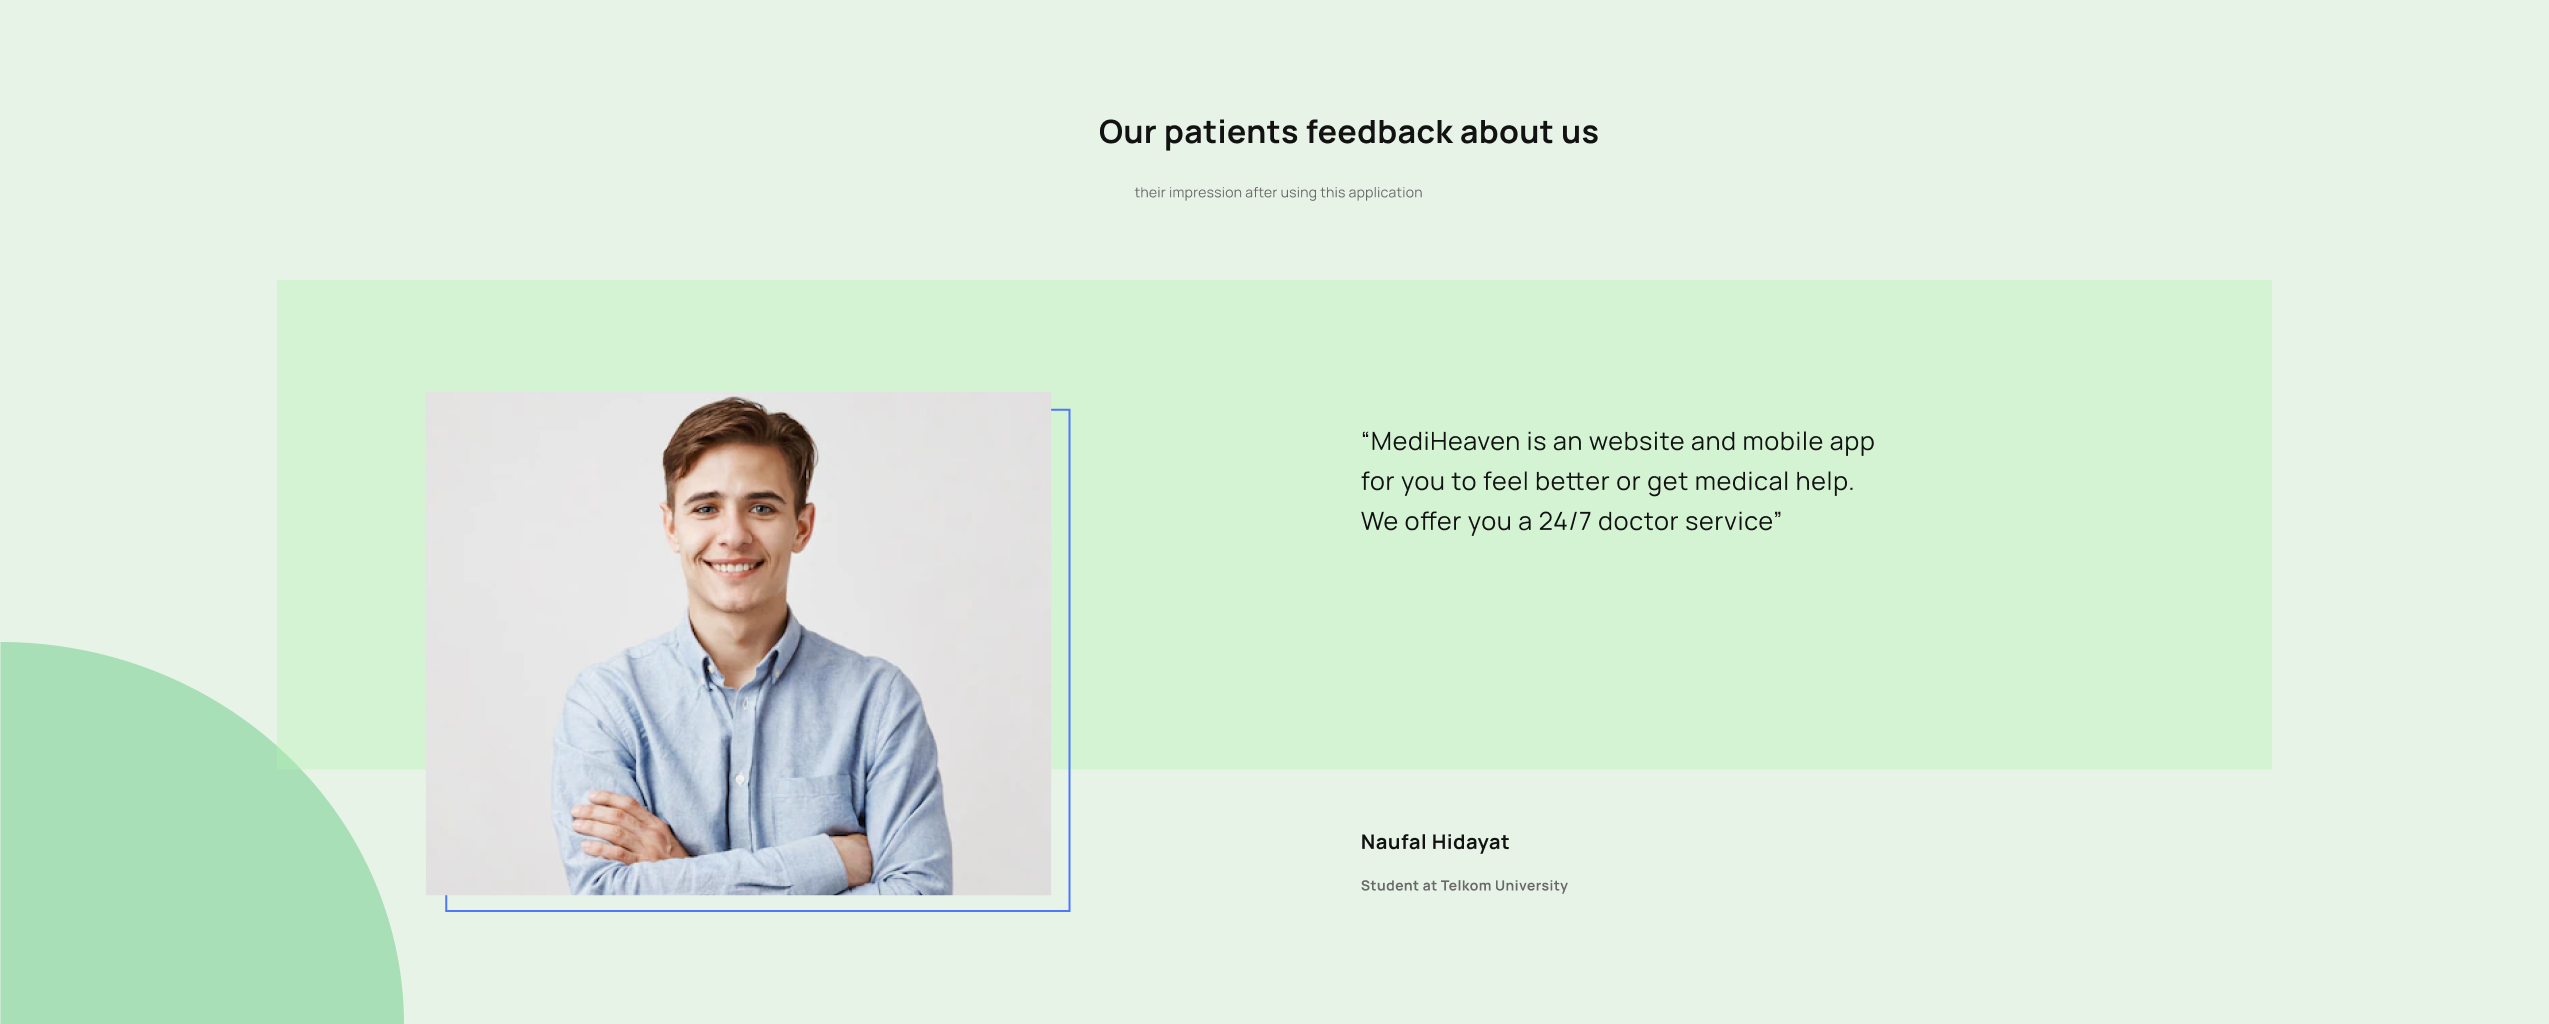 Our patients feedback about us
their impression after using this application
“MediHeaven is an website and mobile app
for you to feel better or get medical help.
We offer you a 24/7 doctor service”
Naufal Hidayat
Student at Telkom University